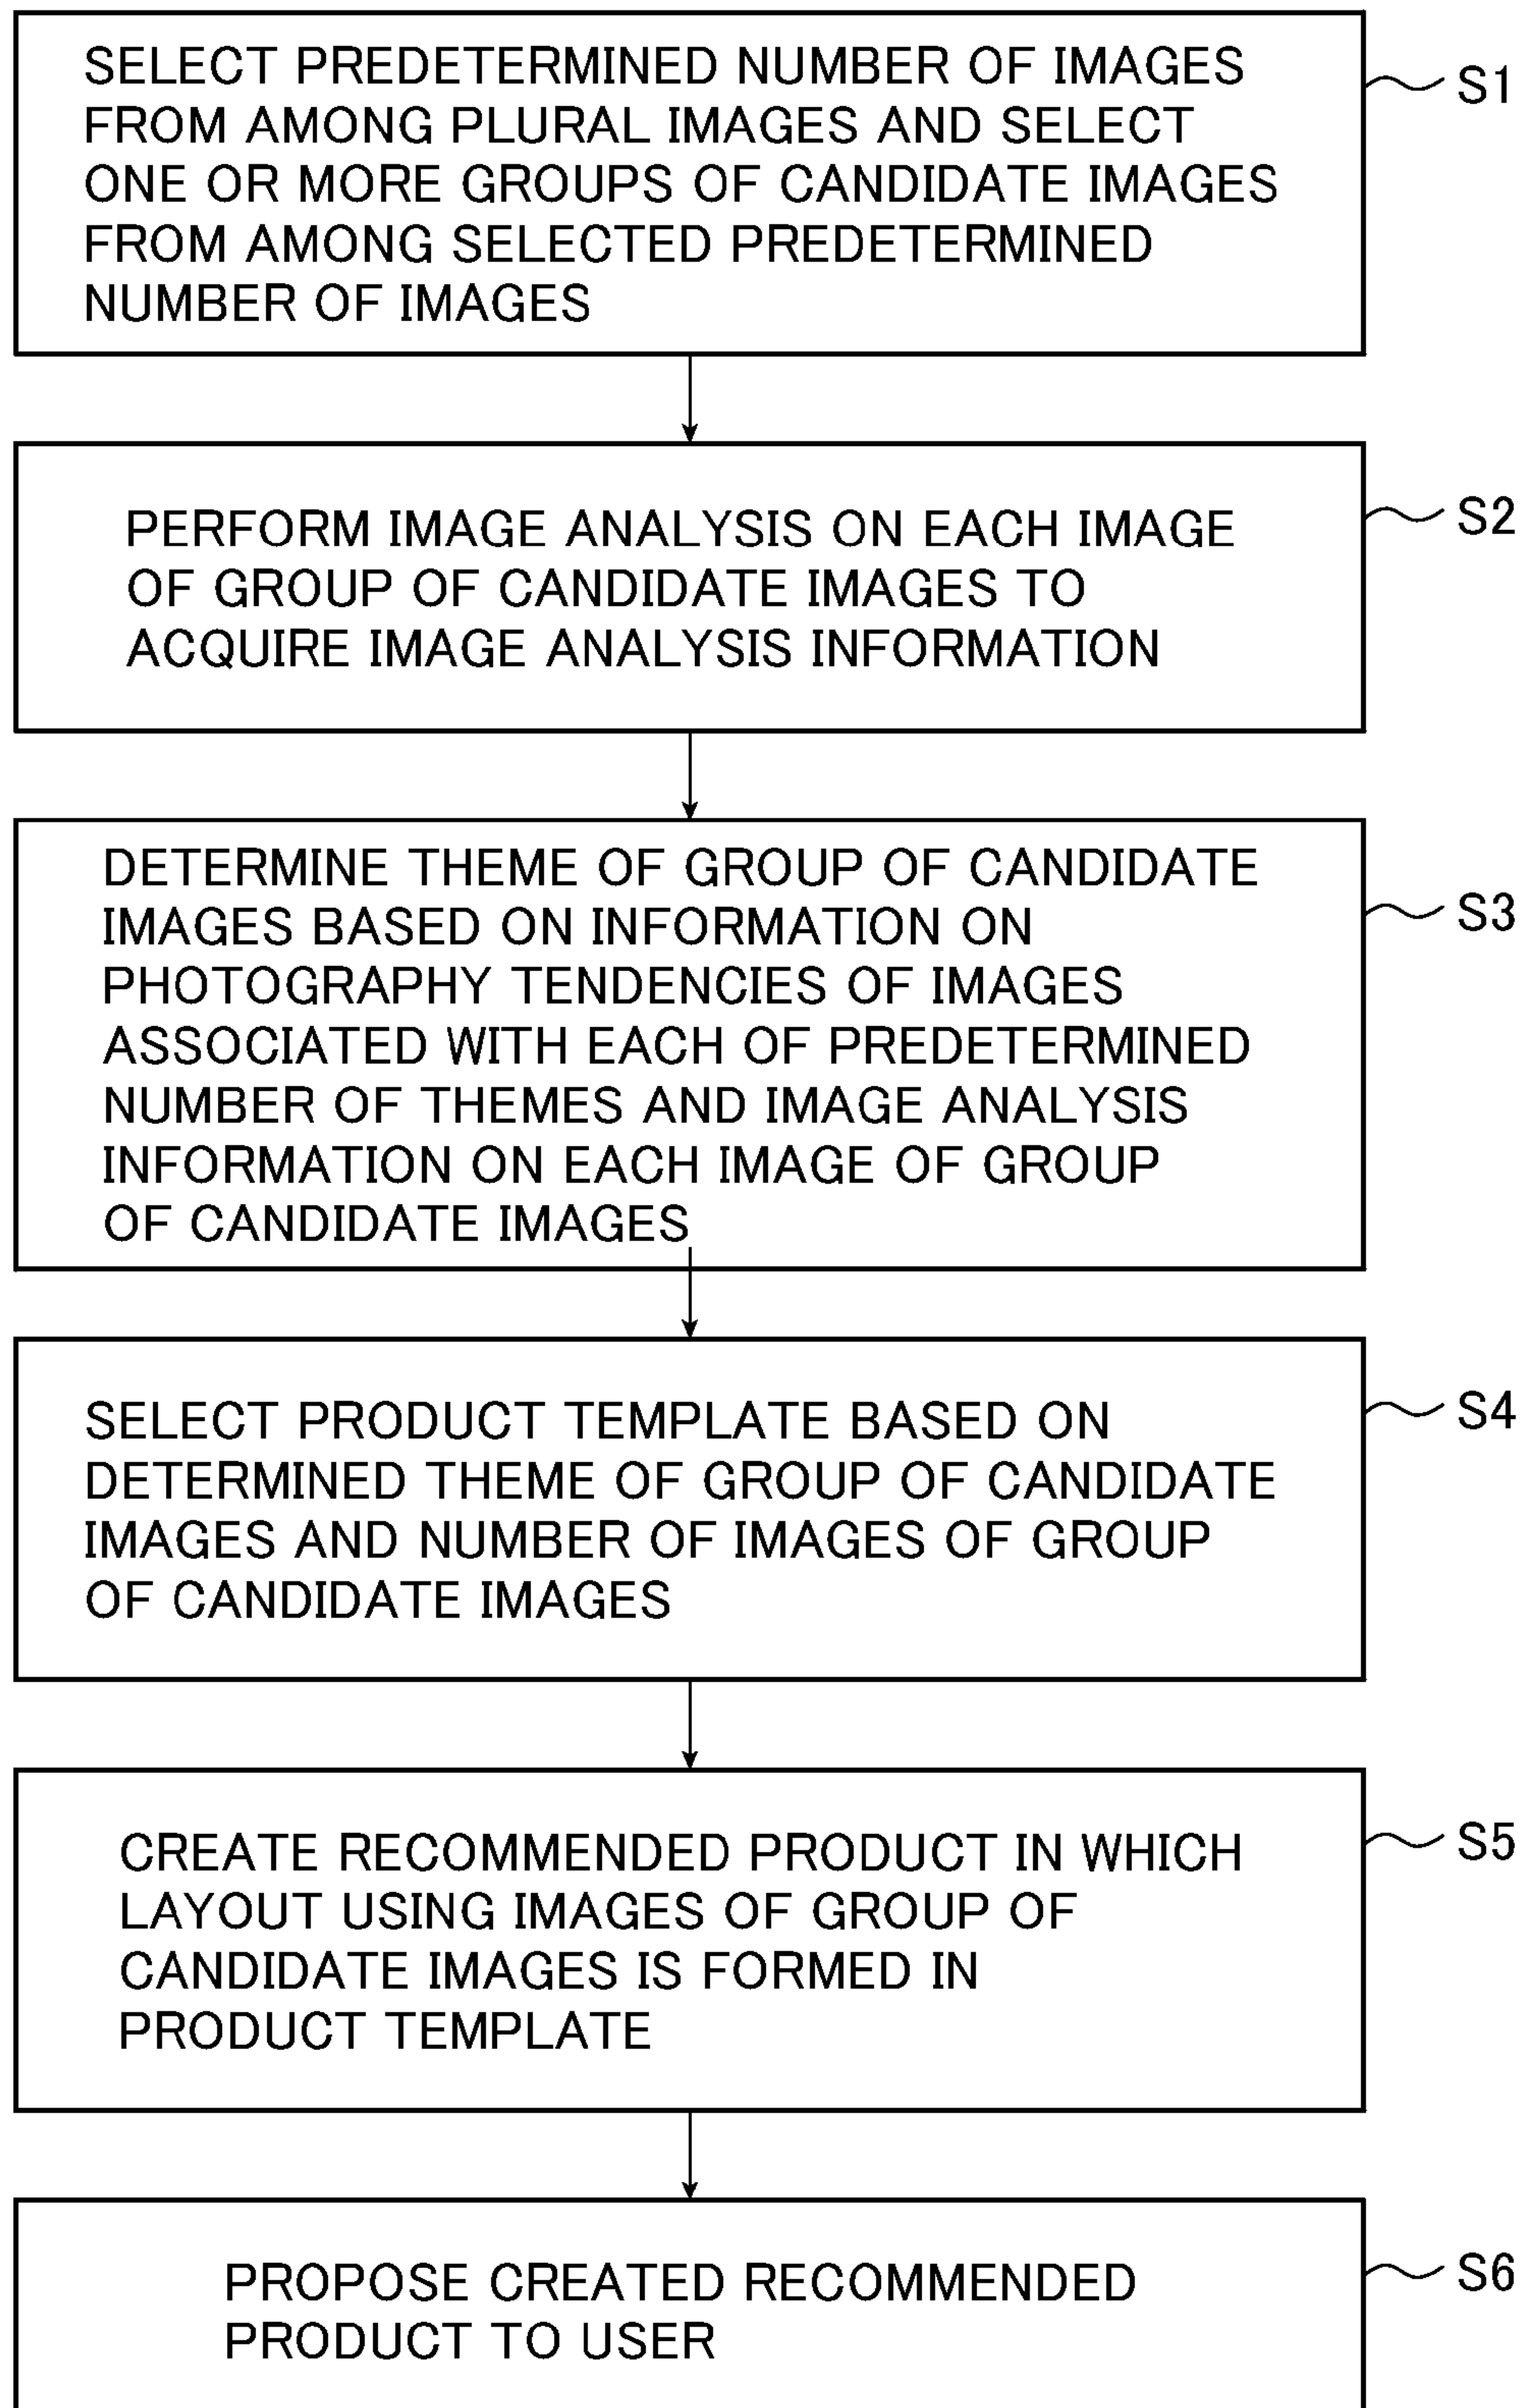 SELECT PREDETERMINED NUMBER OF IMAGES
FROM AMONG PLURAL IMAGES AND SELECT
ONE OR MORE GROUPS OF CANDIDATE IMAGES
FROM AMONG SELECTED PREDETERMINED
NUMBER OF IMAGES
S1
PERFORM IMAGE ANALYSIS ON EACH IMAGE
OF GROUP OF CANDIDATE IMAGES TO
ACQUIRE IMAGE ANALYSIS INFORMATION
S2
DETERMINE THEME OF GROUP OF CANDIDATE
IMAGES BASED ON INFORMATION ON
PHOTOGRAPHY TENDENCIES OF IMAGES
ASSOCIATED WITH EACH OF PREDETERMINED
NUMBER OF THEMES AND IMAGE ANALYSIS
INFORMATION ON EACH IMAGE OF GROUP
OF CANDIDATE IMAGES
S3
SELECT PRODUCT TEMPLATE BASED ON
DETERMINED THEME OF GROUP OF CANDIDATE
IMAGES AND NUMBER OF IMAGES OF GROUP
OF CANDIDATE IMAGES
S4
CREATE RECOMMENDED PRODUCT IN WHICH
LAYOUT USING IMAGES OF GROUP OF
CANDIDATE IMAGES IS FORMED IN
PRODUCT TEMPLATE
S5
PROPOSE CREATED RECOMMENDED
PRODUCT TO USER
S6